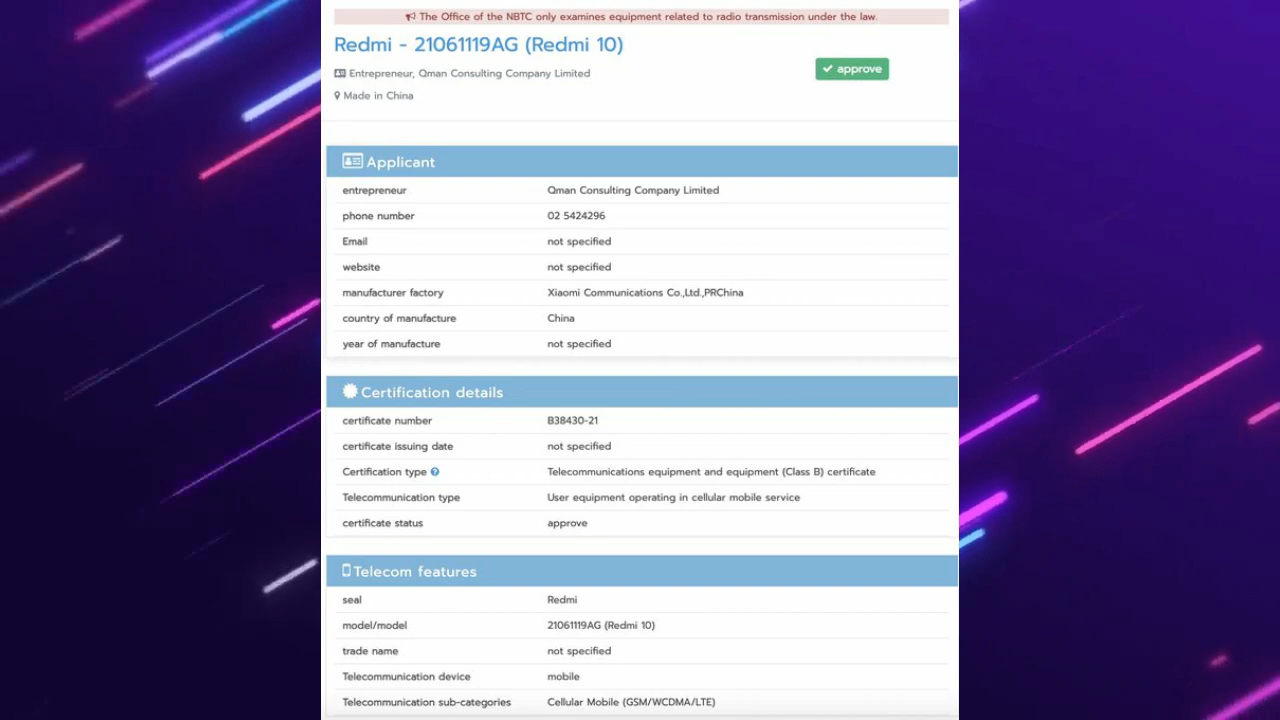 The Office of the NBTC only examines equipment related to radio transmission under the law.
Redmi - 21061119AG (Redmi 10)
approve
Entrepreneur, Qman Consulting Company Limited
Made in China
Applicant
entrepreneur Qman Consulting Company Limited
phone number 02 5424296
Email not specified
website not specified
manufacturer factory Xiaomi Communications Co.,Ltd.,PRChina
country of manufacture China
year of manufacture not specified
Certification details
certificate number B38430-21
certificate issuing date not specified
Certification type Telecommunications equipment and equipment (Class B) certificate
Telecommunication type User equipment operating in cellular mobile service
certificate status approve
Telecom features
seal Redmi
model/model 21061119AG (Redmi 10)
trade name not specified
Telecommunication device mobile
Telecommunication sub-categories Cellular Mobile (GSM/WCDMA/LTE)